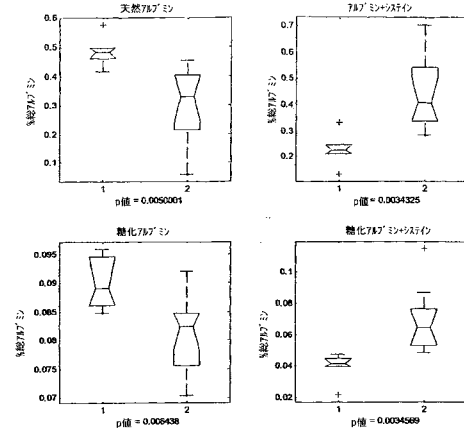 天然アルブミン
0.6
0.5
0.4
0.3
0.2
0.1
%総アルブミン
1 2
p値 = 0.0050001
アルブミン+システイン
0.7
0.6
0.5
0.4
0.3
0.2
%総アルブミン
1 2
p値 = 0.0034325
糖化アルブミン
0.095
0.09
0.085
0.08
0.075
0.07
%総アルブミン
1 2
p値 = 0.006438
糖化アルブミン+システイン
0.1
0.08
0.06
0.04
0.02
%総アルブミン
1 2
p値 = 0.0034569